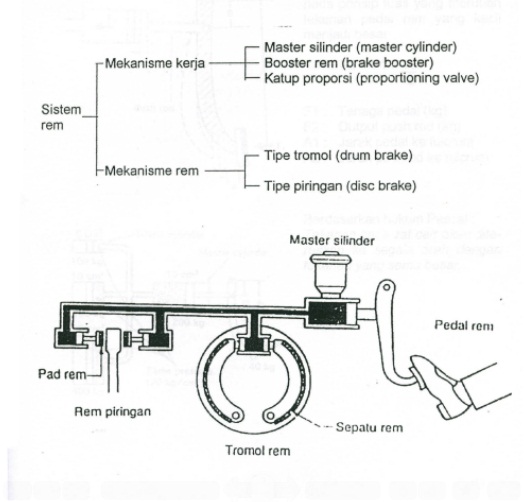 Master silinder (master cylinder)
Mekanisme kerja
Booster rem (brake booster)
Katup proporsi (proportioning valve)
Sistem
rem
Tipe tromol (drum brake)
Mekanisme rem
Tipe piringan (disc brake)
Master silinder
Pedal rem
Pad rem
Rem piringan
Sepatu rem
Tromol rem